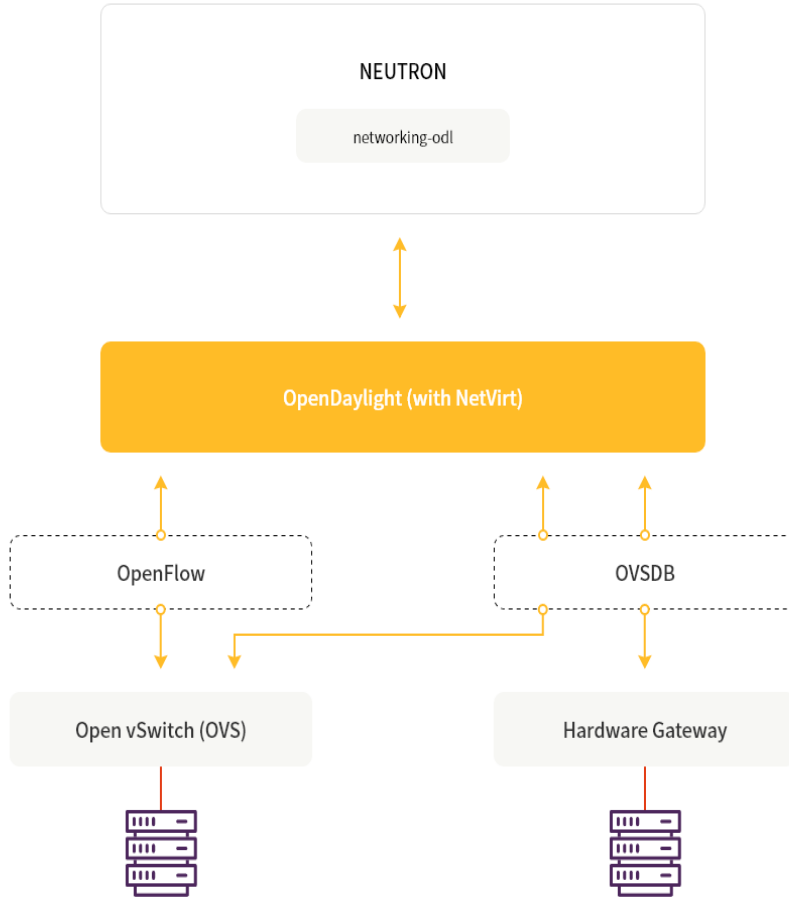 NEUTRON
networking-odl
OpenDaylight (with NetVirt)
OpenFlow
OVSDB
Open vSwitch (OVS)
Hardware Gateway